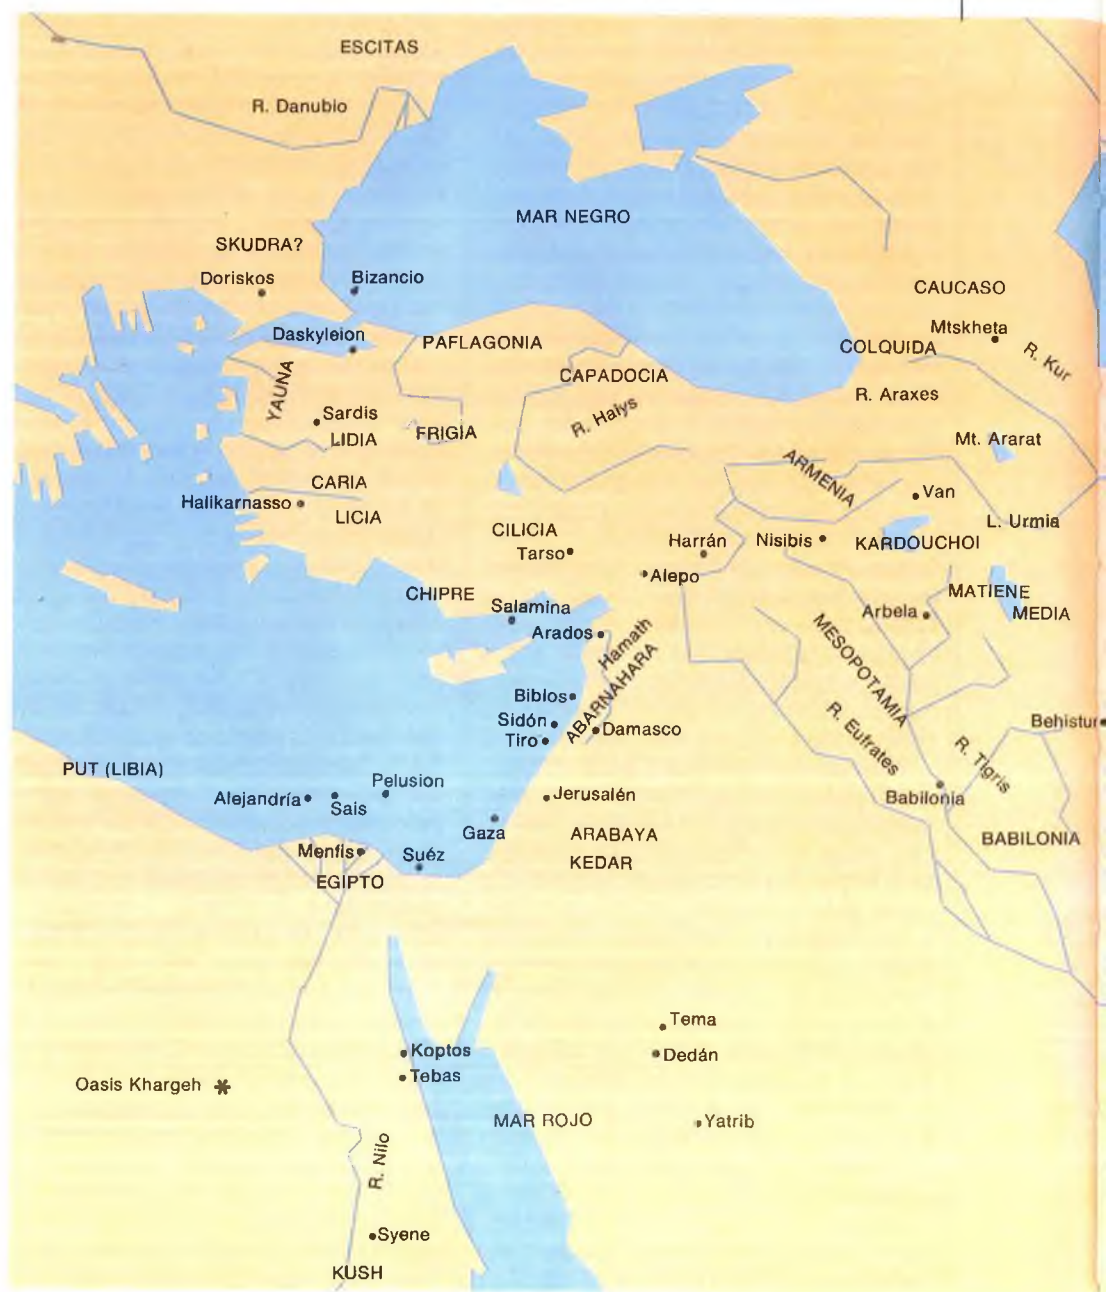 ESCITAS
R. Danubio
MAR NEGRO
SKUDRA?
Doriskos
Bizancio
CAUCASO
Mtskheta
R. Kur
Daskyleion
PAFLAGONIA
COLQUIDA
CAPADOCIA
YAUNA
R. Araxes
Sardis
R. Halys
LIDIA
FRIGIA
Mt. Ararat
ARMENIA
CARIA
Van
Halikarnasso
LICIA
L. Urmia
CILICIA
Tarso
Harrán
Nisibis
KARDOUCHOI
Alepo
CHIPRE
MATIENE
Salamina
Arbela
MEDIA
Arados
Hamath
MESOPOTAMIA
ABARNAHARA
Biblos
Sidón
Damasco
Behistur
Tiro
R. Eufrates
R. Tigris
PUT (LIBIA)
Pelusion
Alejandría
Sais
Jerusalén
Babilonia
Gaza
ARABAYA
BABILONIA
Menfis
Suéz
KEDAR
EGIPTO
Tema
Koptos
Dedán
Tebas
Oasis Khargeh
MAR ROJO
Yatrib
R. Nilo
Syene
KUSH